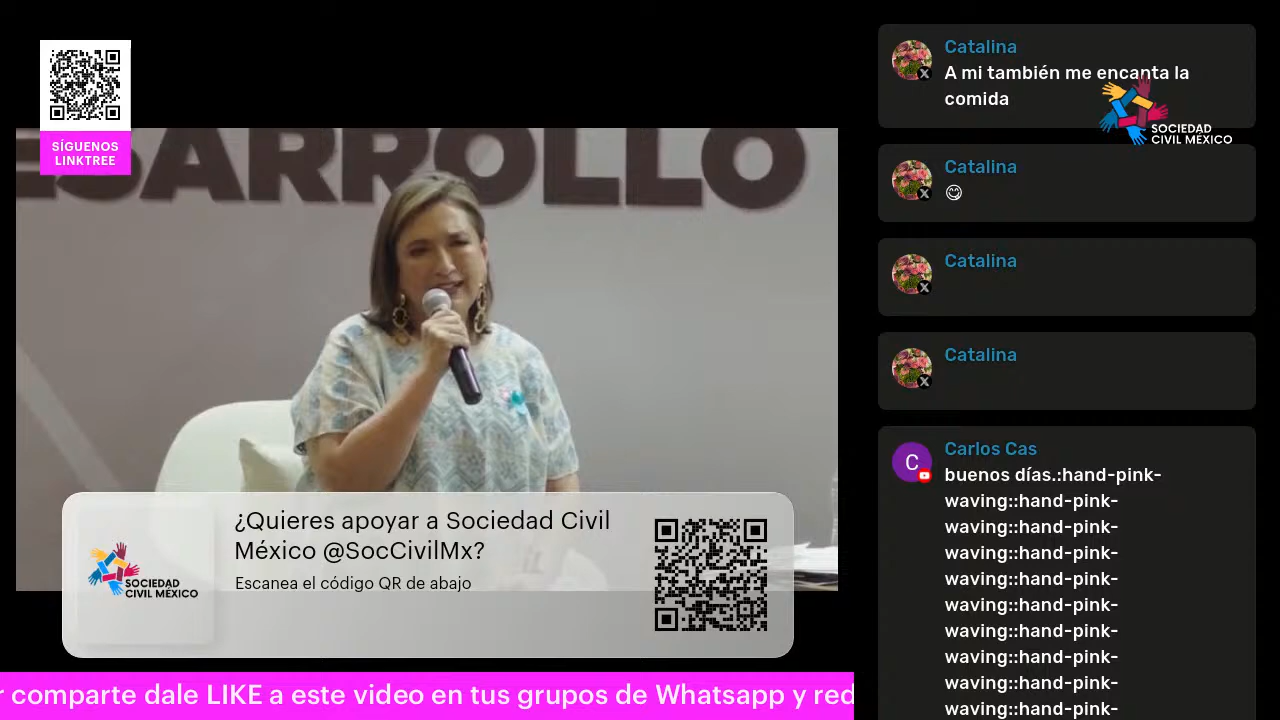 SÍGUENOS
LINKTREE
ESARROLLO
¿Quieres apoyar a Sociedad Civil
México @SocCivilMx?
Escanea el código QR de abajo
SOCIEDAD
CIVIL MÉXICO
r comparte dale LIKE a este video en tus grupos de Whatsapp y red
Catalina
A mi también me encanta la
comida
SOCIEDAD
CIVIL MÉXICO
Catalina
😋
Catalina
Catalina
C
Carlos Cas
buenos días.:hand-pink-
waving::hand-pink-
waving::hand-pink-
waving::hand-pink-
waving::hand-pink-
waving::hand-pink-
waving::hand-pink-
waving::hand-pink-
waving::hand-pink-
waving::hand-pink-